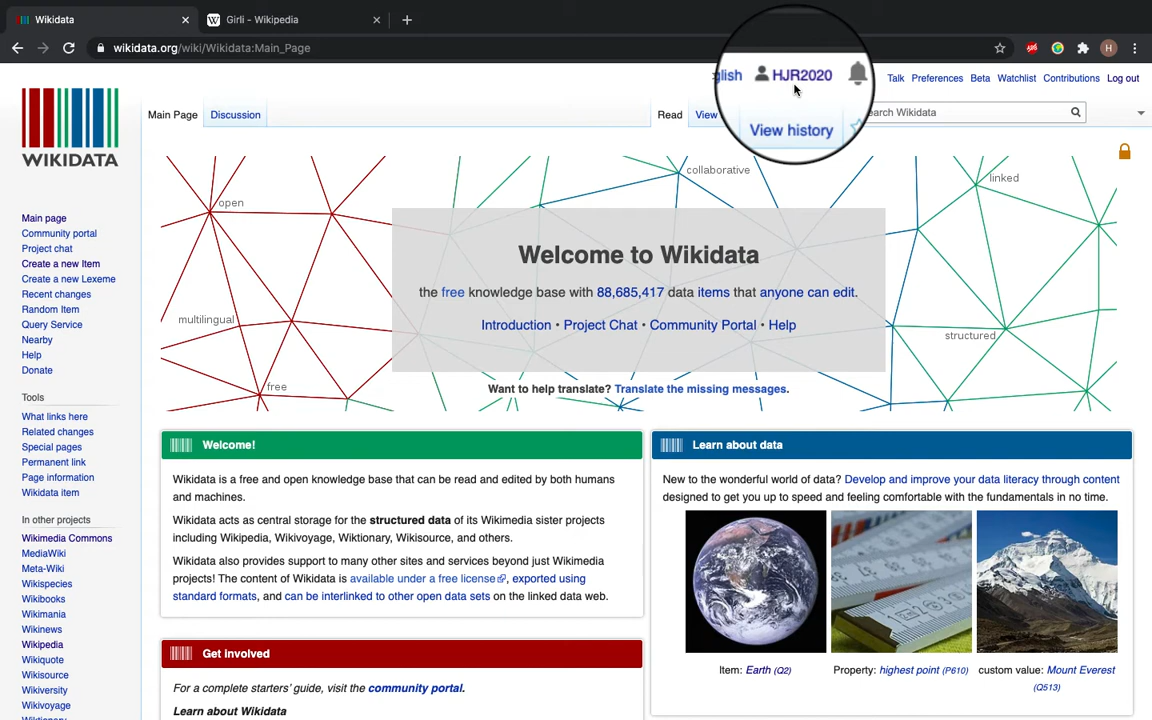 Wikidata
Girli - Wikipedia
wikidata.org/wiki/Wikidata:Main_Page
H
glish
HJR2020
View history
Talk
Preferences
Beta
Watchlist
Contributions
Log out
WIKIDATA
Main Page
Discussion
Read
View
earch Wikidata
Main page
Community portal
Project chat
Create a new Item
Create a new Lexeme
Recent changes
Random Item
Query Service
Nearby
Help
Donate
Tools
What links here
Related changes
Special pages
Permanent link
Page information
Wikidata item
In other projects
Wikimedia Commons
MediaWiki
Meta-Wiki
Wikispecies
Wikibooks
Wikimania
Wikinews
Wikipedia
Wikiquote
Wikisource
Wikiversity
Wikivoyage
Wiktionary
open
multilingual
free
collaborative
linked
structured
Welcome to Wikidata
the free knowledge base with 88,685,417 data items that anyone can edit.
Introduction • Project Chat • Community Portal • Help
Want to help translate? Translate the missing messages.
Welcome!
Wikidata is a free and open knowledge base that can be read and edited by both humans
and machines.
Wikidata acts as central storage for the structured data of its Wikimedia sister projects
including Wikipedia, Wikivoyage, Wiktionary, Wikisource, and others.
Wikidata also provides support to many other sites and services beyond just Wikimedia
projects! The content of Wikidata is available under a free license, exported using
standard formats, and can be interlinked to other open data sets on the linked data web.
Get involved
For a complete starters' guide, visit the community portal.
Learn about Wikidata
Learn about data
New to the wonderful world of data? Develop and improve your data literacy through content
designed to get you up to speed and feeling comfortable with the fundamentals in no time.
Item: Earth (Q2)
Property: highest point (P610)
custom value: Mount Everest
(Q513)